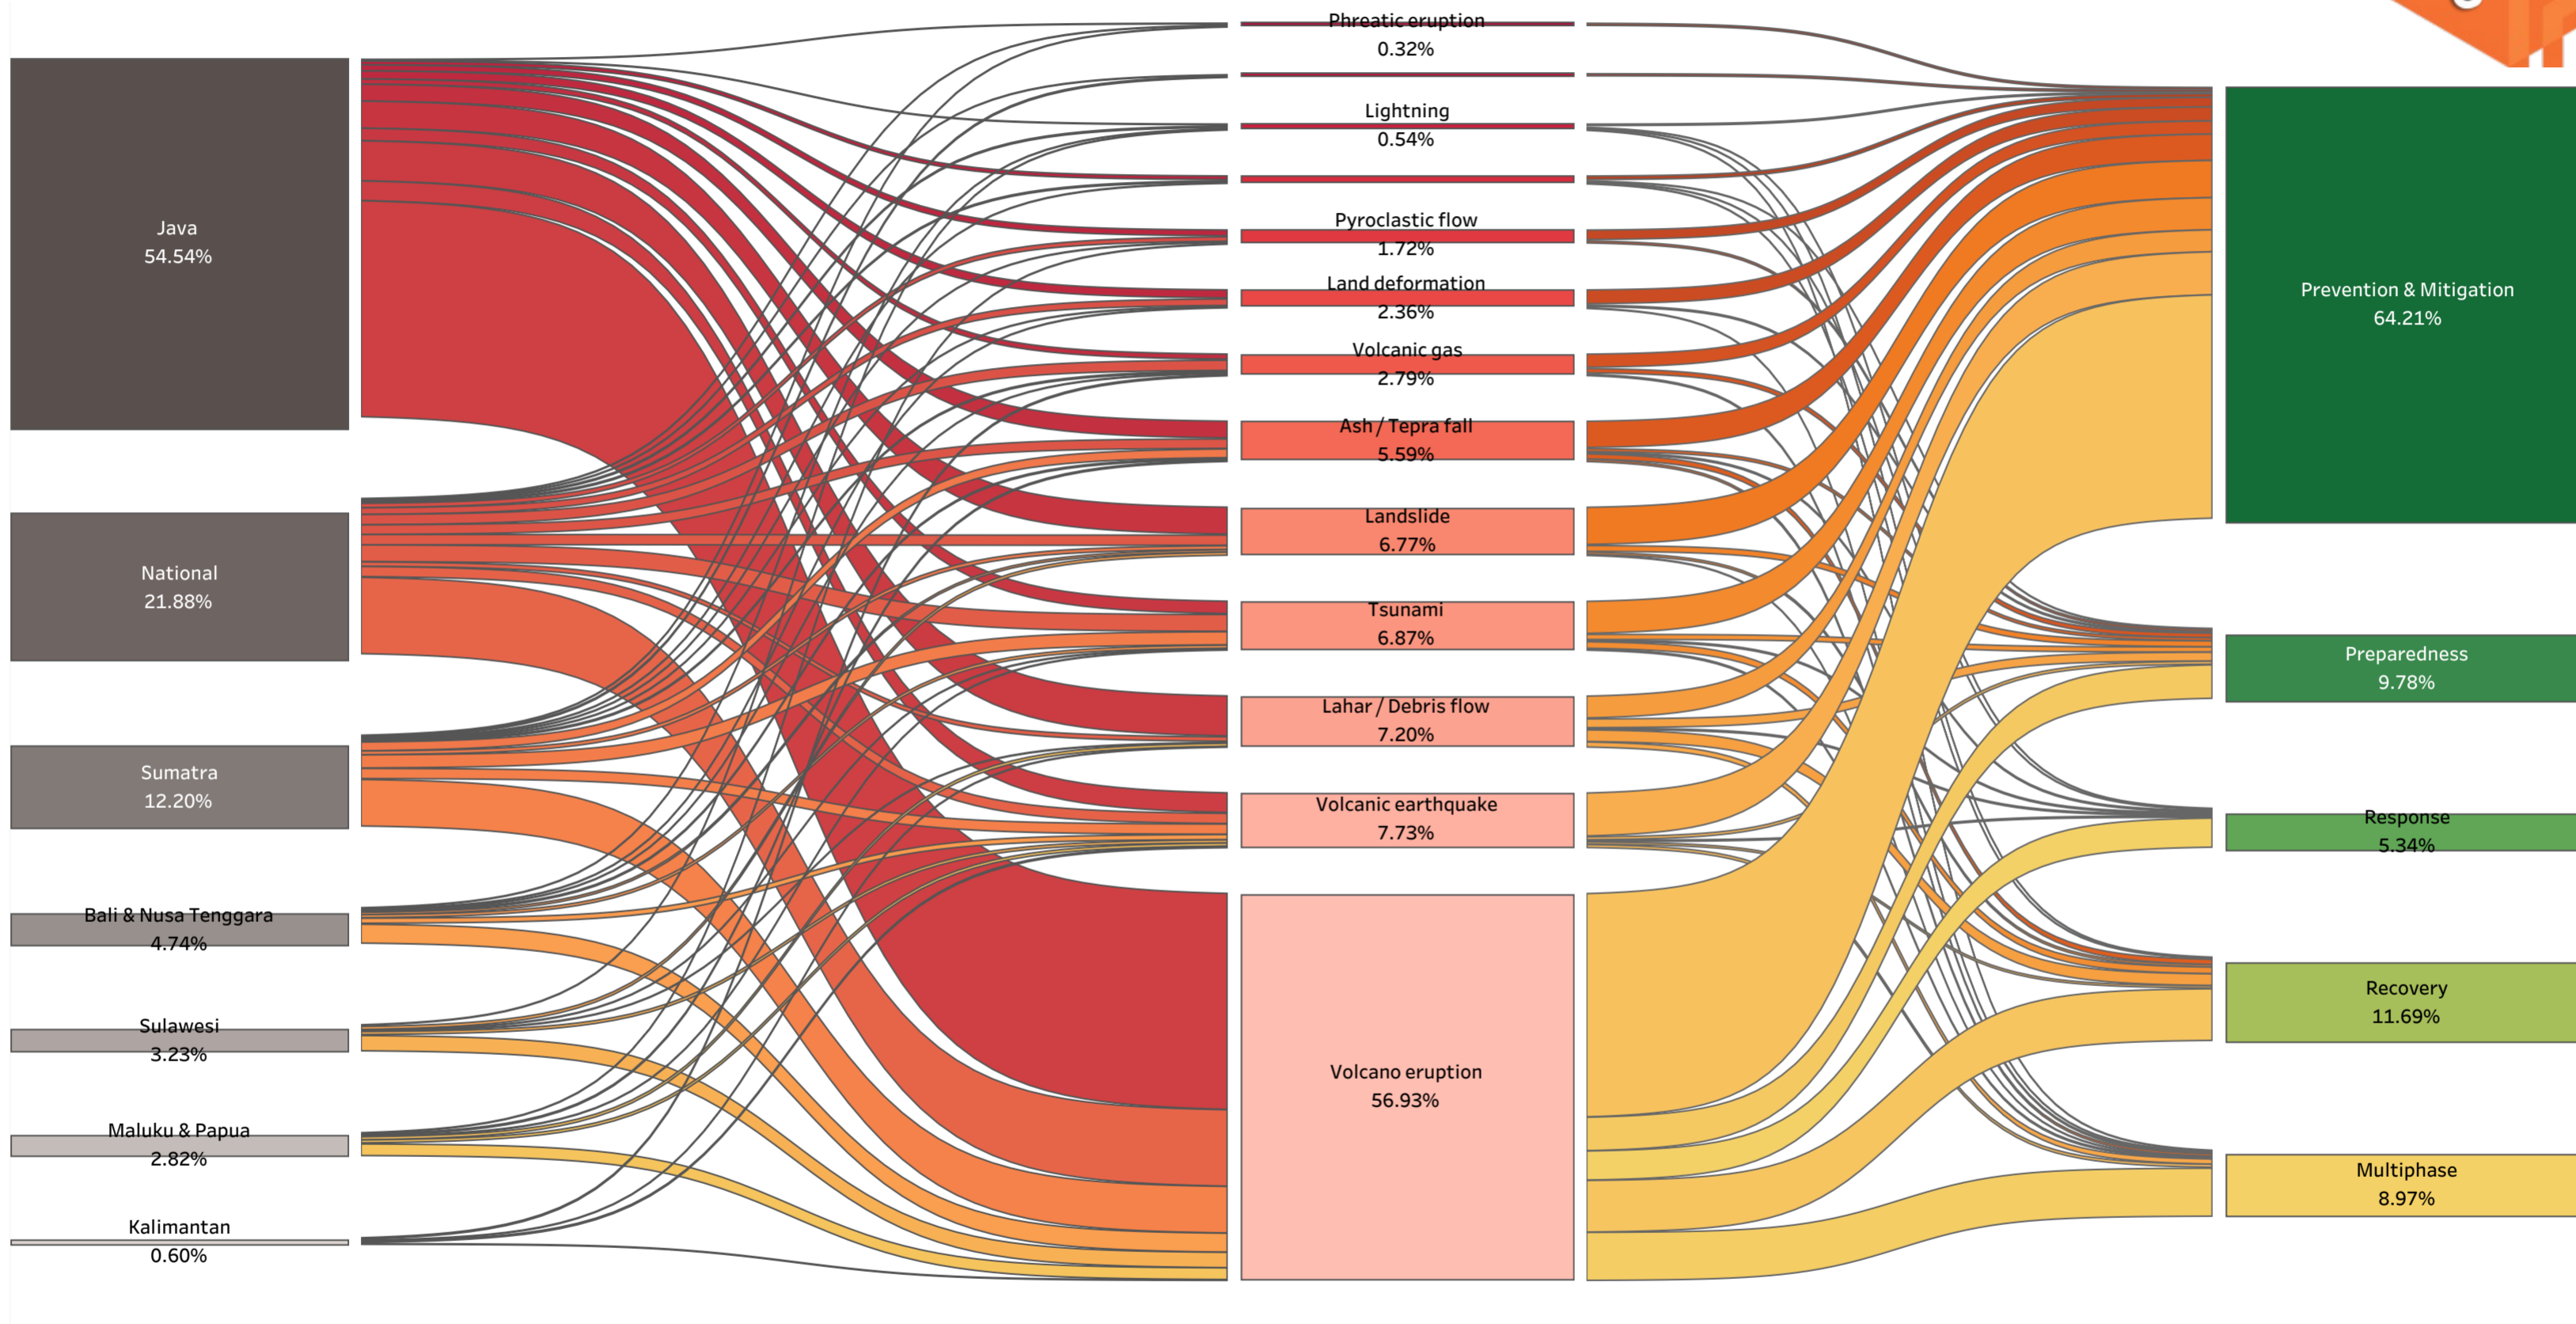 Java
54.54%
National
21.88%
Sumatra
12.20%
Bali & Nusa Tenggara
4.74%
Sulawesi
3.23%
Maluku & Papua
2.82%
Kalimantan
0.60%
Phreatic eruption
0.32%
Lightning
0.54%
Pyroclastic flow
1.72%
Land deformation
2.36%
Volcanic gas
2.79%
Ash / Tepra fall
5.59%
Landslide
6.77%
Tsunami
6.87%
Lahar / Debris flow
7.20%
Volcanic earthquake
7.73%
Volcano eruption
56.93%
Prevention & Mitigation
64.21%
Preparedness
9.78%
Response
5.34%
Recovery
11.69%
Multiphase
8.97%